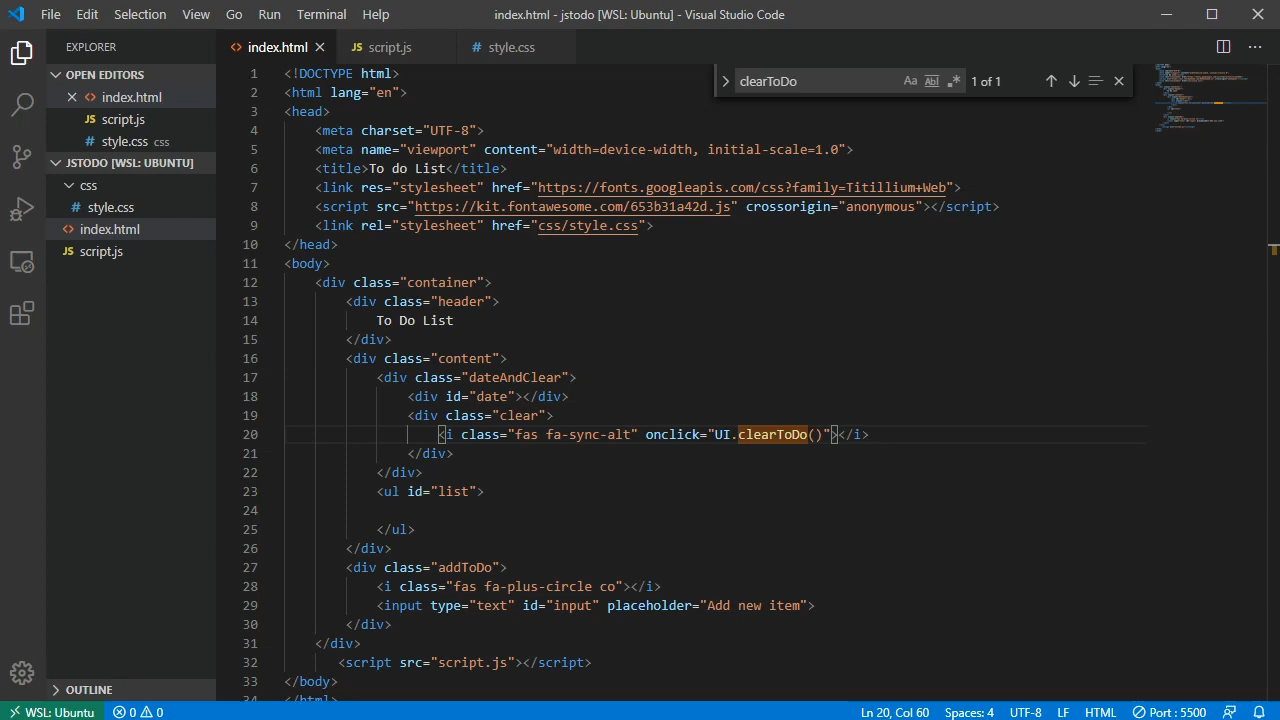 File Edit Selection View Go Run Terminal Help index.html - jstodo [WSL: Ubuntu] - Visual Studio Code
EXPLORER
OPEN EDITORS
index.html
script.js
style.css css
JSTODO [WSL: UBUNTU]
css
style.css
index.html
script.js
OUTLINE
index.html script.js style.css
clearToDo Aa Ab 1 of 1
1 <!DOCTYPE html>
2 <html lang="en">
3 <head>
4 <meta charset="UTF-8">
5 <meta name="viewport" content="width=device-width, initial-scale=1.0">
6 <title>To do List</title>
7 <link res="stylesheet" href="https://fonts.googleapis.com/css?family=Titillium+Web">
8 <script src="https://kit.fontawesome.com/653b31a42d.js" crossorigin="anonymous"></script>
9 <link rel="stylesheet" href="css/style.css">
10 </head>
11 <body>
12 <div class="container">
13 <div class="header">
14 To Do List
15 </div>
16 <div class="content">
17 <div class="dateAndClear">
18 <div id="date"></div>
19 <div class="clear">
20 <i class="fas fa-sync-alt" onclick="UI.clearToDo()"></i>
21 </div>
22 </div>
23 <ul id="list">
24
25 </ul>
26 </div>
27 <div class="addToDo">
28 <i class="fas fa-plus-circle co"></i>
29 <input type="text" id="input" placeholder="Add new item">
30 </div>
31 </div>
32 <script src="script.js"></script>
33 </body>
34 </html>
WSL: Ubuntu 0 0 Ln 20, Col 60 Spaces: 4 UTF-8 LF HTML Port : 5500